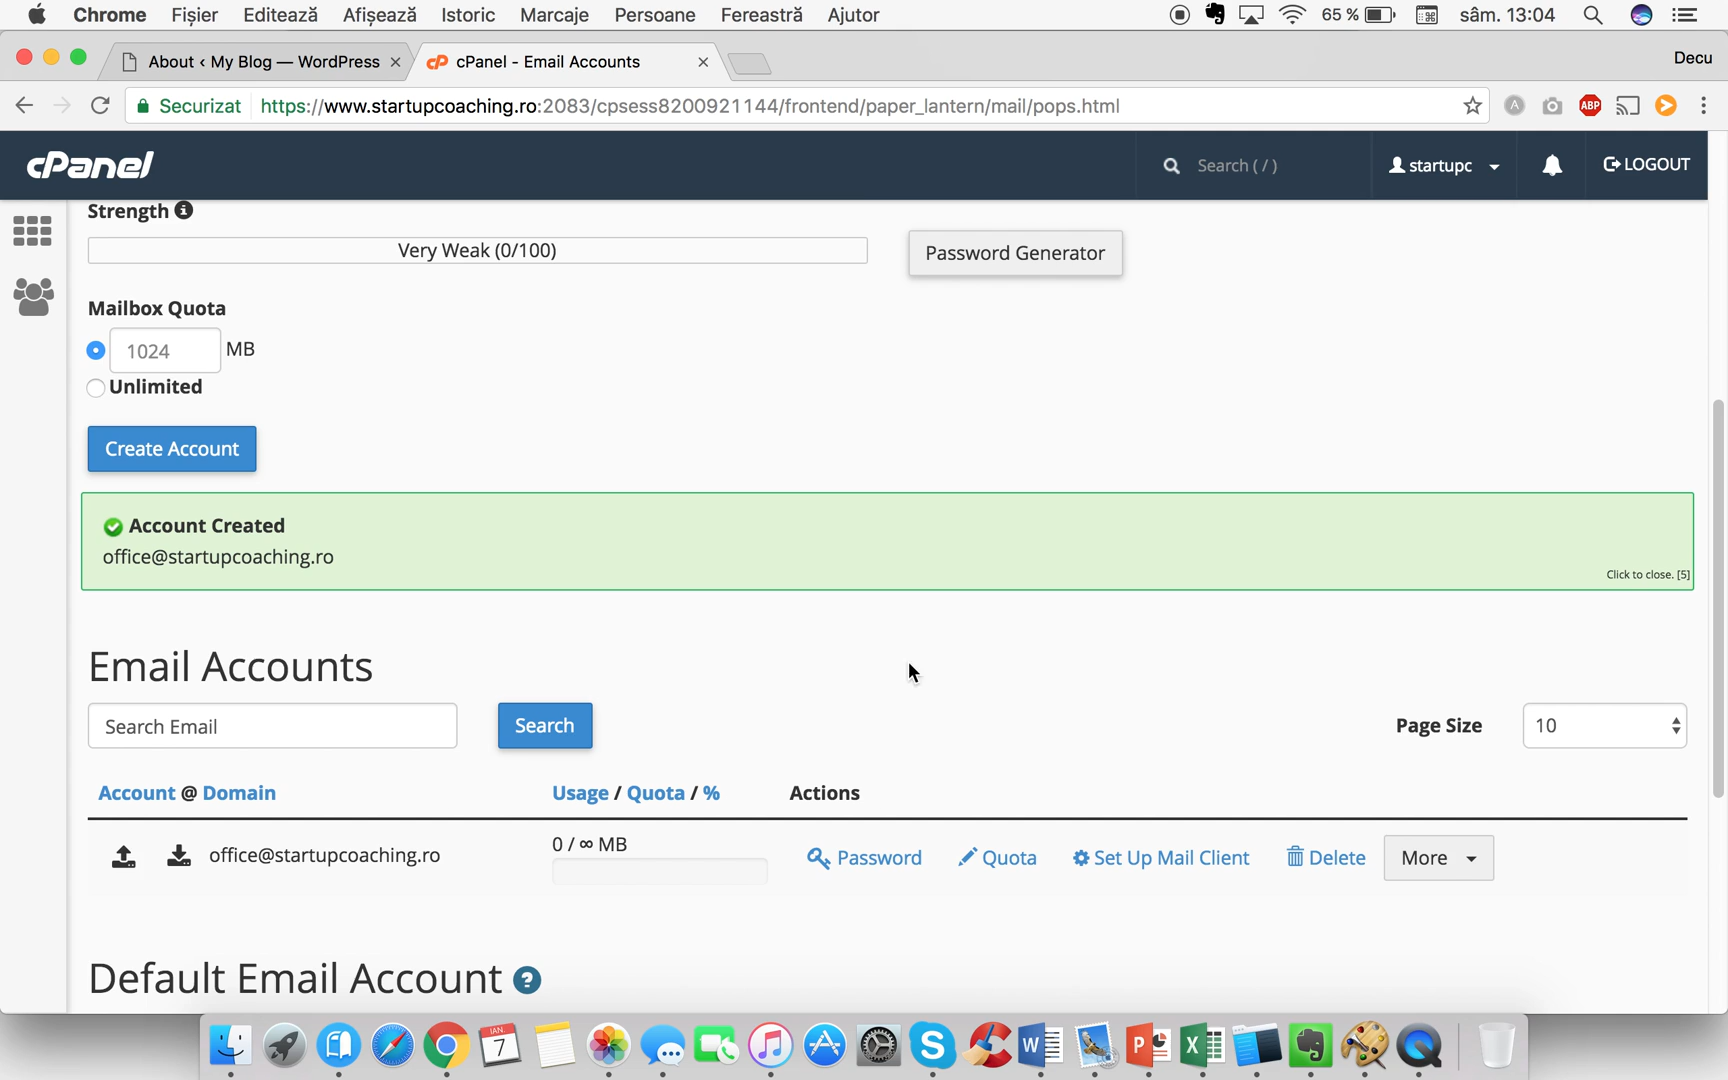 Chrome Fișier Editează Afișează Istoric Marcaje Persoane Fereastră Ajutor 65 % sâm. 13:04
About ‹ My Blog — WordPress × cPanel - Email Accounts × Decu
Securizat https://www.startupcoaching.ro:2083/cpsess8200921144/frontend/paper_lantern/mail/pops.html A ABP
cPanel Search ( / ) startupc LOGOUT
Strength
Very Weak (0/100) Password Generator
Mailbox Quota
1024 MB
Unlimited
Create Account
Account Created
office@startupcoaching.ro
Click to close. [5]
Email Accounts
Search Email Search Page Size 10
Account @ Domain Usage / Quota / % Actions
office@startupcoaching.ro 0 / ∞ MB Password Quota Set Up Mail Client Delete More
Default Email Account ?
IAN. 7 W P X